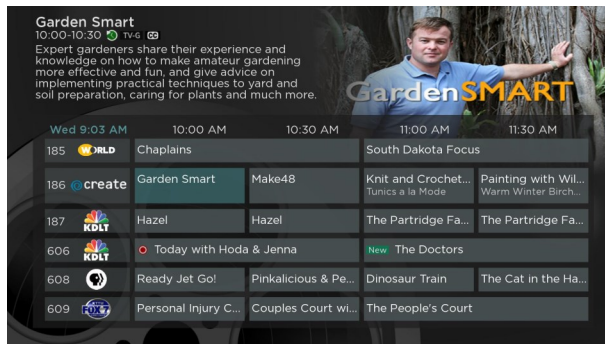 Garden Smart
10:00-10:30 TV-G CC
Expert gardeners share their experience and
knowledge on how to make amateur gardening
more effective and fun, and give advice on
implementing practical techniques to yard and
soil preparation, caring for plants and much more.
GardenSMART
Wed 9:03 AM 10:00 AM 10:30 AM 11:00 AM 11:30 AM
185 WORLD Chaplains South Dakota Focus
186 create Garden Smart Make48 Knit and Crochet... Painting with Wil...
Tunics a la Mode Warm Winter Birch...
187 KDLT Hazel Hazel The Partridge Fa... The Partridge Fa...
606 KDLT Today with Hoda & Jenna New The Doctors
608 Ready Jet Go! Pinkalicious & Pe... Dinosaur Train The Cat in the Ha...
609 FOX 7 Personal Injury C... Couples Court wi... The People's Court